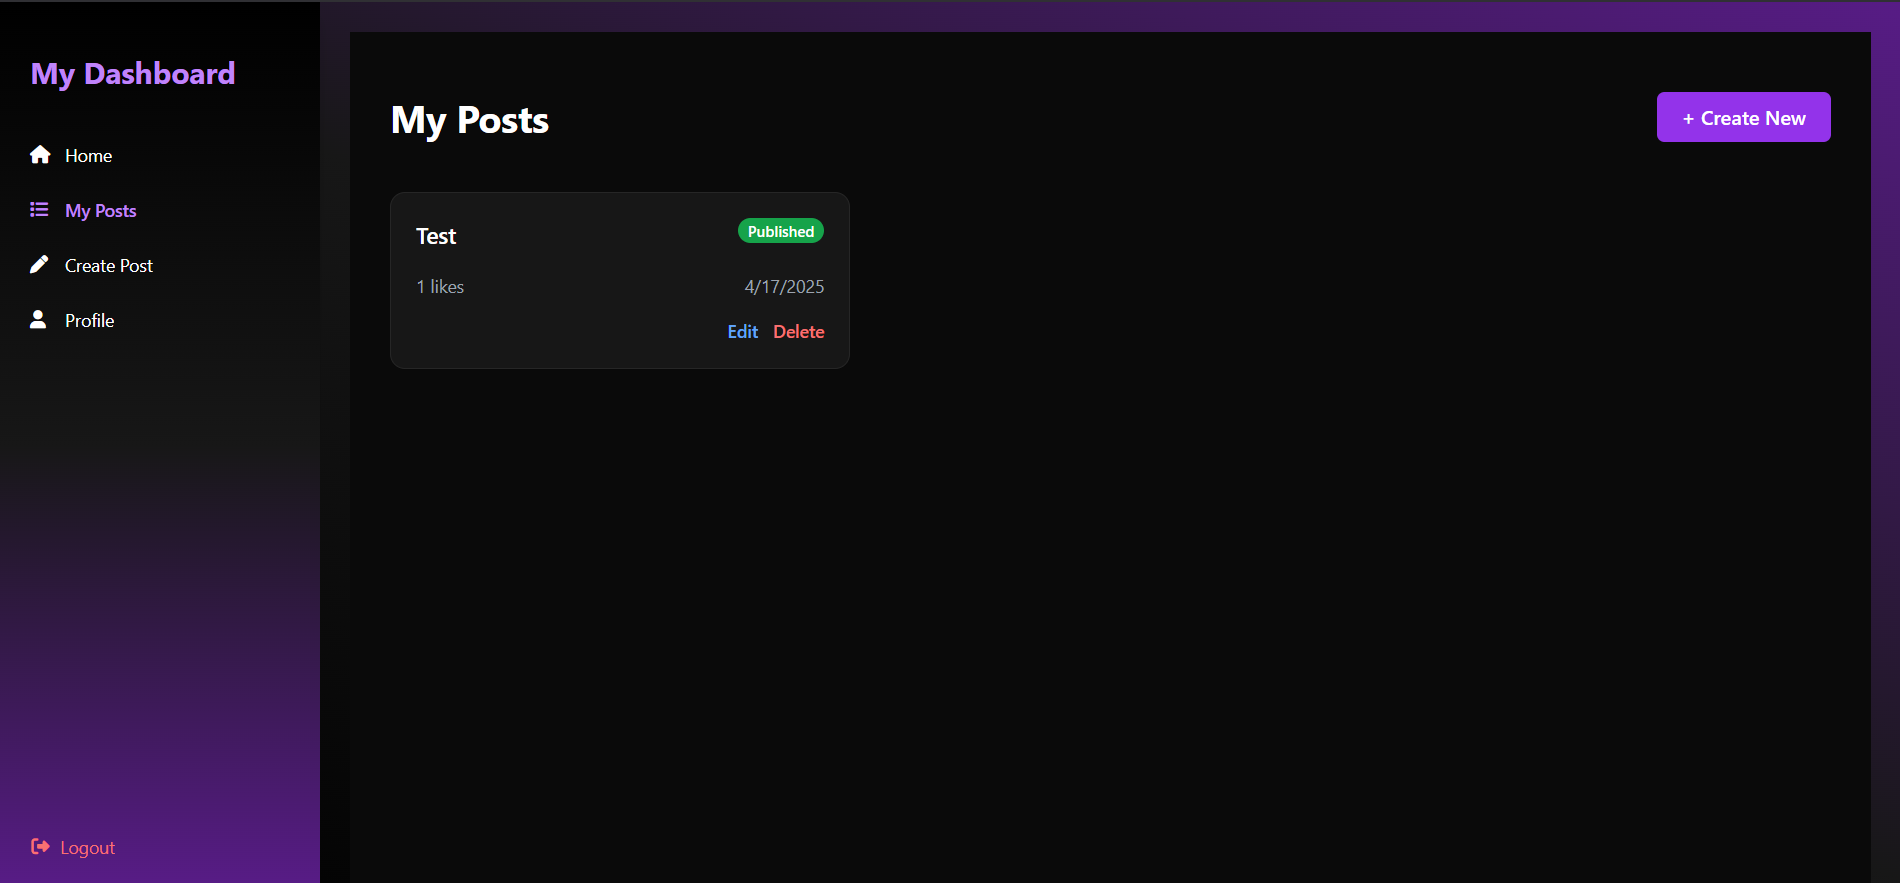 My Dashboard
Home
My Posts
Create Post
Profile
Logout
My Posts
+ Create New
Test
Published
1 likes
4/17/2025
Edit Delete